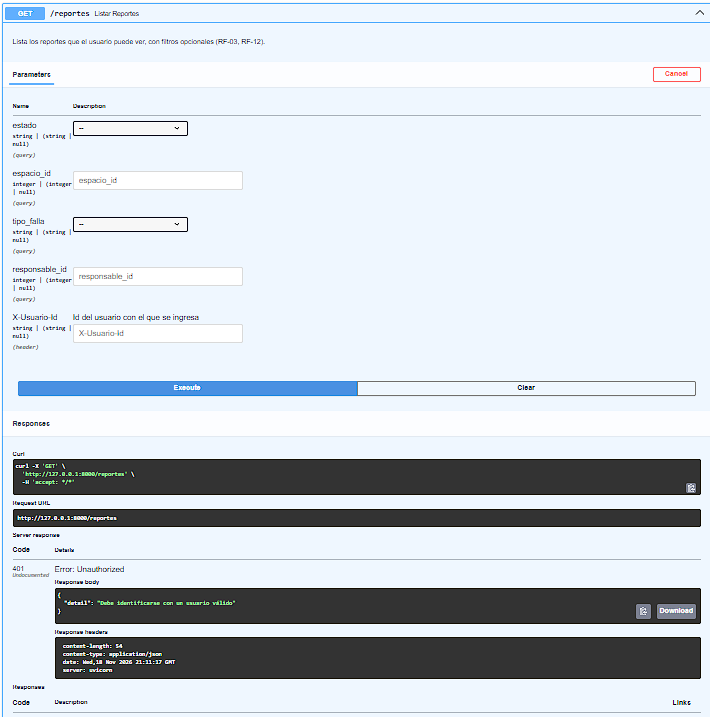 GET /reportes Listar Reportes
Lista los reportes que el usuario puede ver, con filtros opcionales (RF-03, RF-12).
Parameters Cancel
Name Description
estado
string | (string |
null)
(query)
--
espacio_id
integer | (integer
| null)
(query)
espacio_id
tipo_falla
string | (string |
null)
(query)
--
responsable_id
integer | (integer
| null)
(query)
responsable_id
X-Usuario-Id
string | (string |
null)
(header)
Id del usuario con el que se ingresa
X-Usuario-Id
Execute Clear
Responses
Curl
curl -X 'GET' \
'http://127.0.0.1:8000/reportes' \
-H 'accept: */*'
Request URL
http://127.0.0.1:8000/reportes
Server response
Code Details
401
Undocumented
Error: Unauthorized
Response body
{
"detail": "Debe identificarse con un usuario válido"
}
Download
Response headers
content-length: 54
content-type: application/json
date: Wed,18 Nov 2026 21:11:17 GMT
server: uvicorn
Responses
Code Description Links